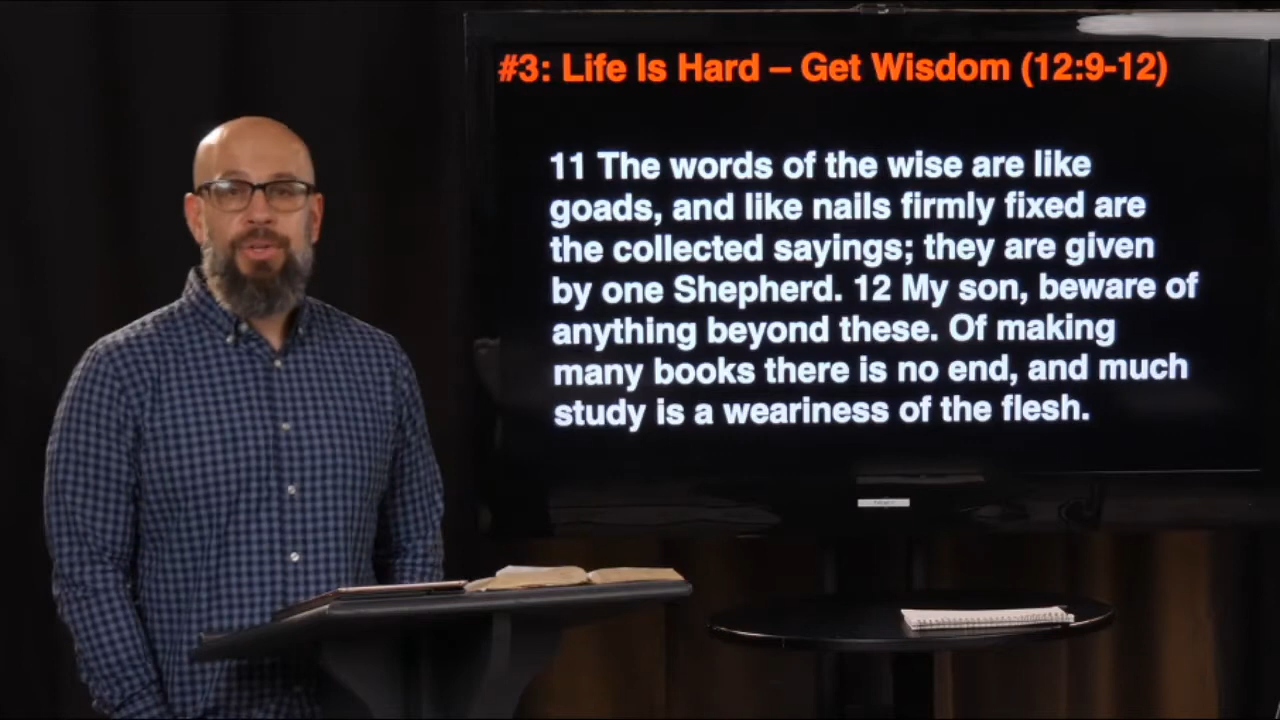 #3: Life Is Hard – Get Wisdom (12:9-12)
11 The words of the wise are like
goads, and like nails firmly fixed are
the collected sayings; they are given
by one Shepherd. 12 My son, beware of
anything beyond these. Of making
many books there is no end, and much
study is a weariness of the flesh.